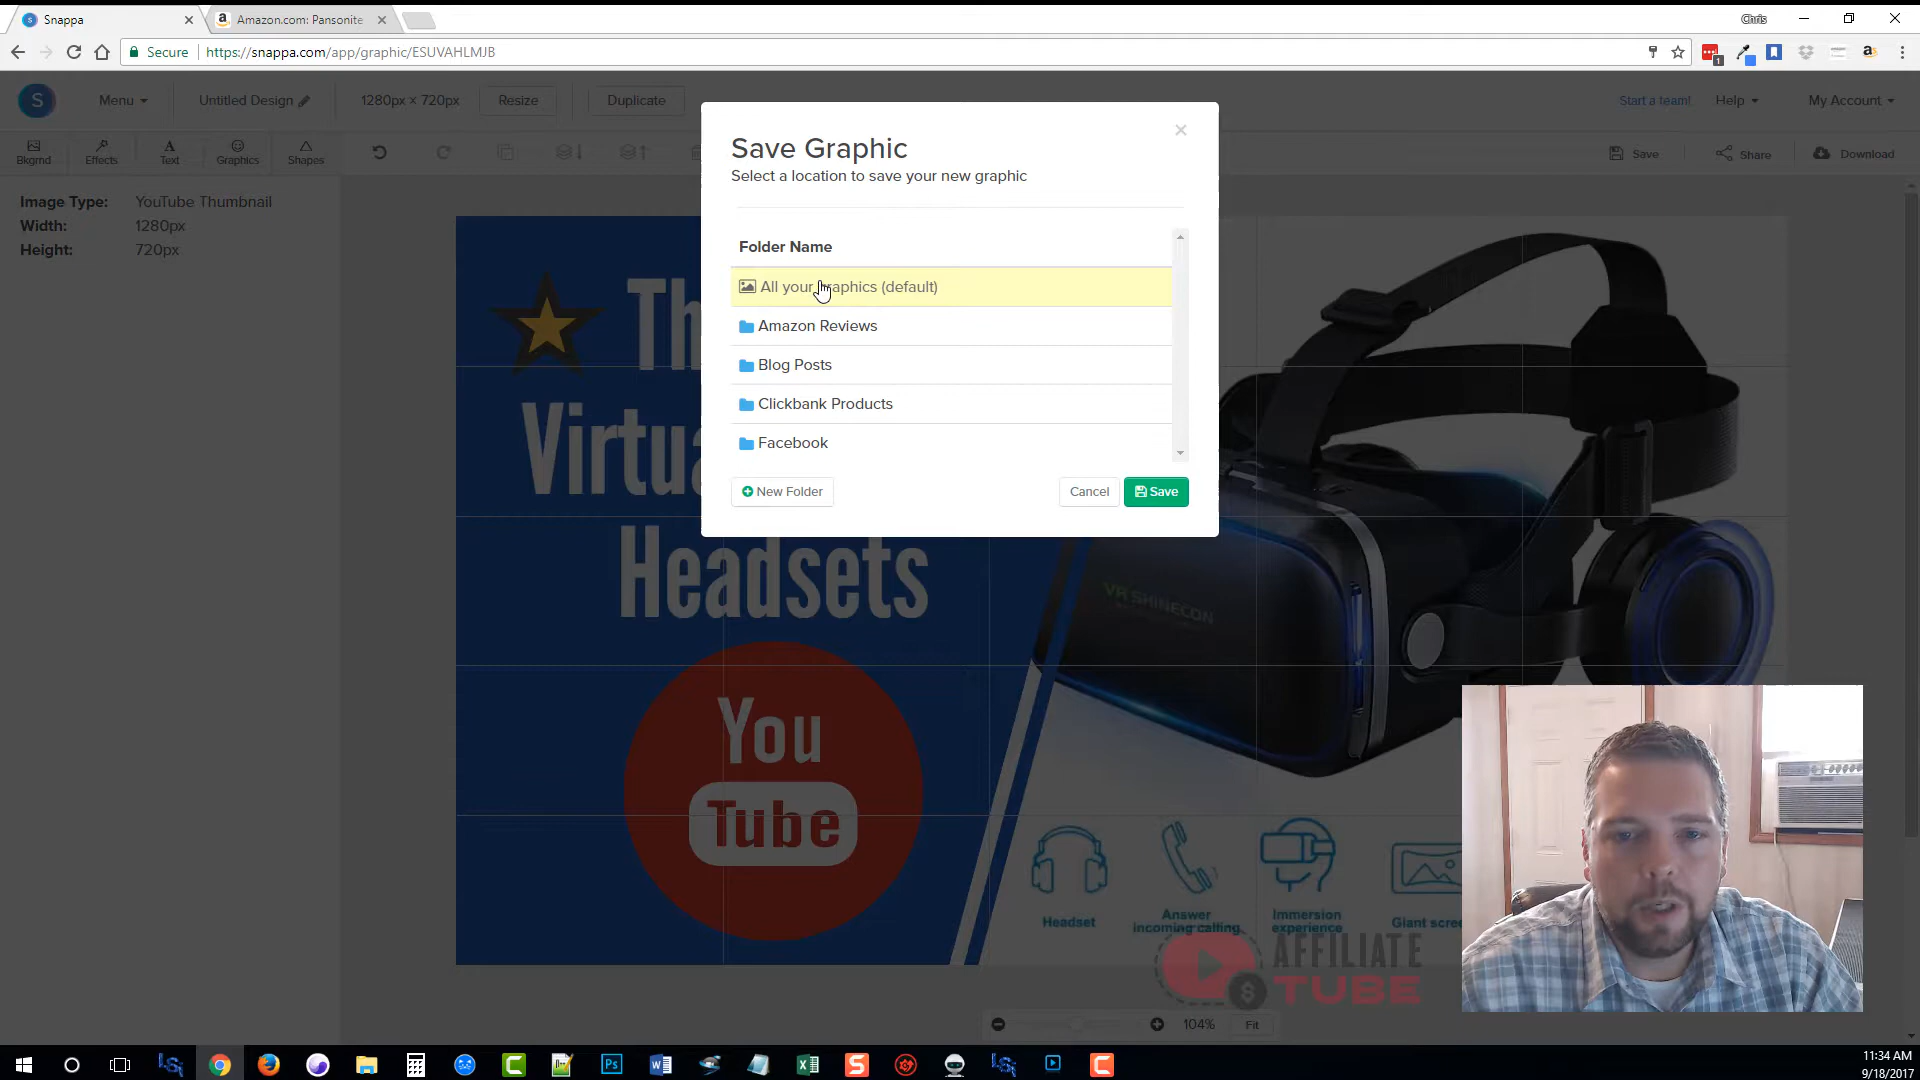 Snappa
Amazon.com: Pansonite
Chris
Secure
https://snappa.com/app/graphic/ESUVAHLMJB
1
S
Menu
Untitled Design
1280px × 720px
Resize
Duplicate
Start a team!
Help
My Account
Bkgrnd
Effects
Text
Graphics
Shapes
Save
Share
Download
Image Type: YouTube Thumbnail
Width: 1280px
Height: 720px
Save Graphic
Select a location to save your new graphic
Folder Name
All your graphics (default)
Amazon Reviews
Blog Posts
Clickbank Products
Facebook
New Folder
Cancel
Save
Headsets
VR SHINECON
You
Tube
Headset
Answer
incoming calling
Immersion
experience
AFFILIATE
TUBE
104%
Fit
11:34 AM
9/18/2017